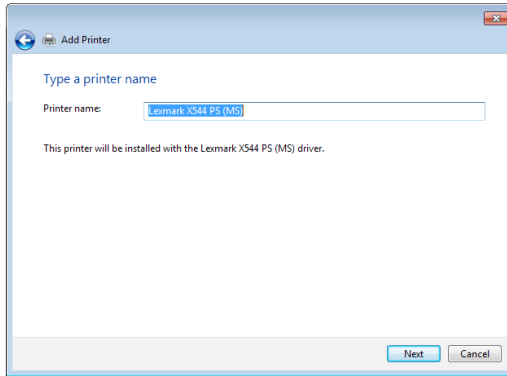 Add Printer
Type a printer name
Printer name: Lexmark X544 PS (MS)
This printer will be installed with the Lexmark X544 PS (MS) driver.
Next Cancel